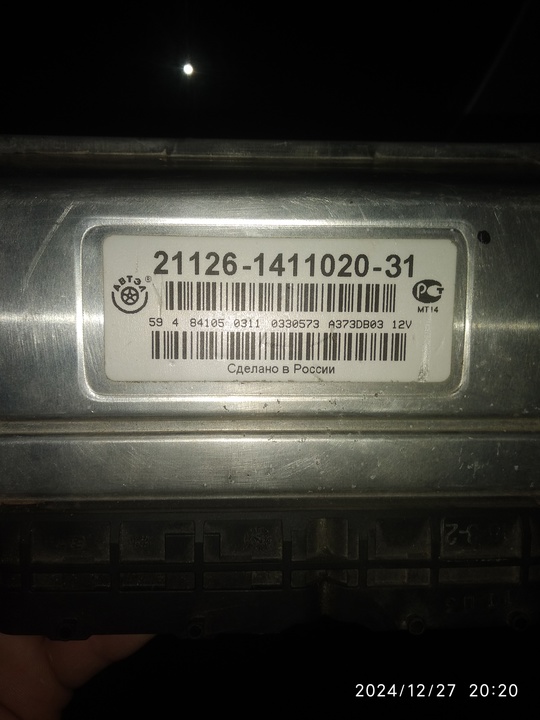 21126-1411020-31
АВТЭЛ®
РСТ
МТ14
59 4 84105 0311 0330573 A373DB03 12V
Сделано в России
2024/12/27 20:20